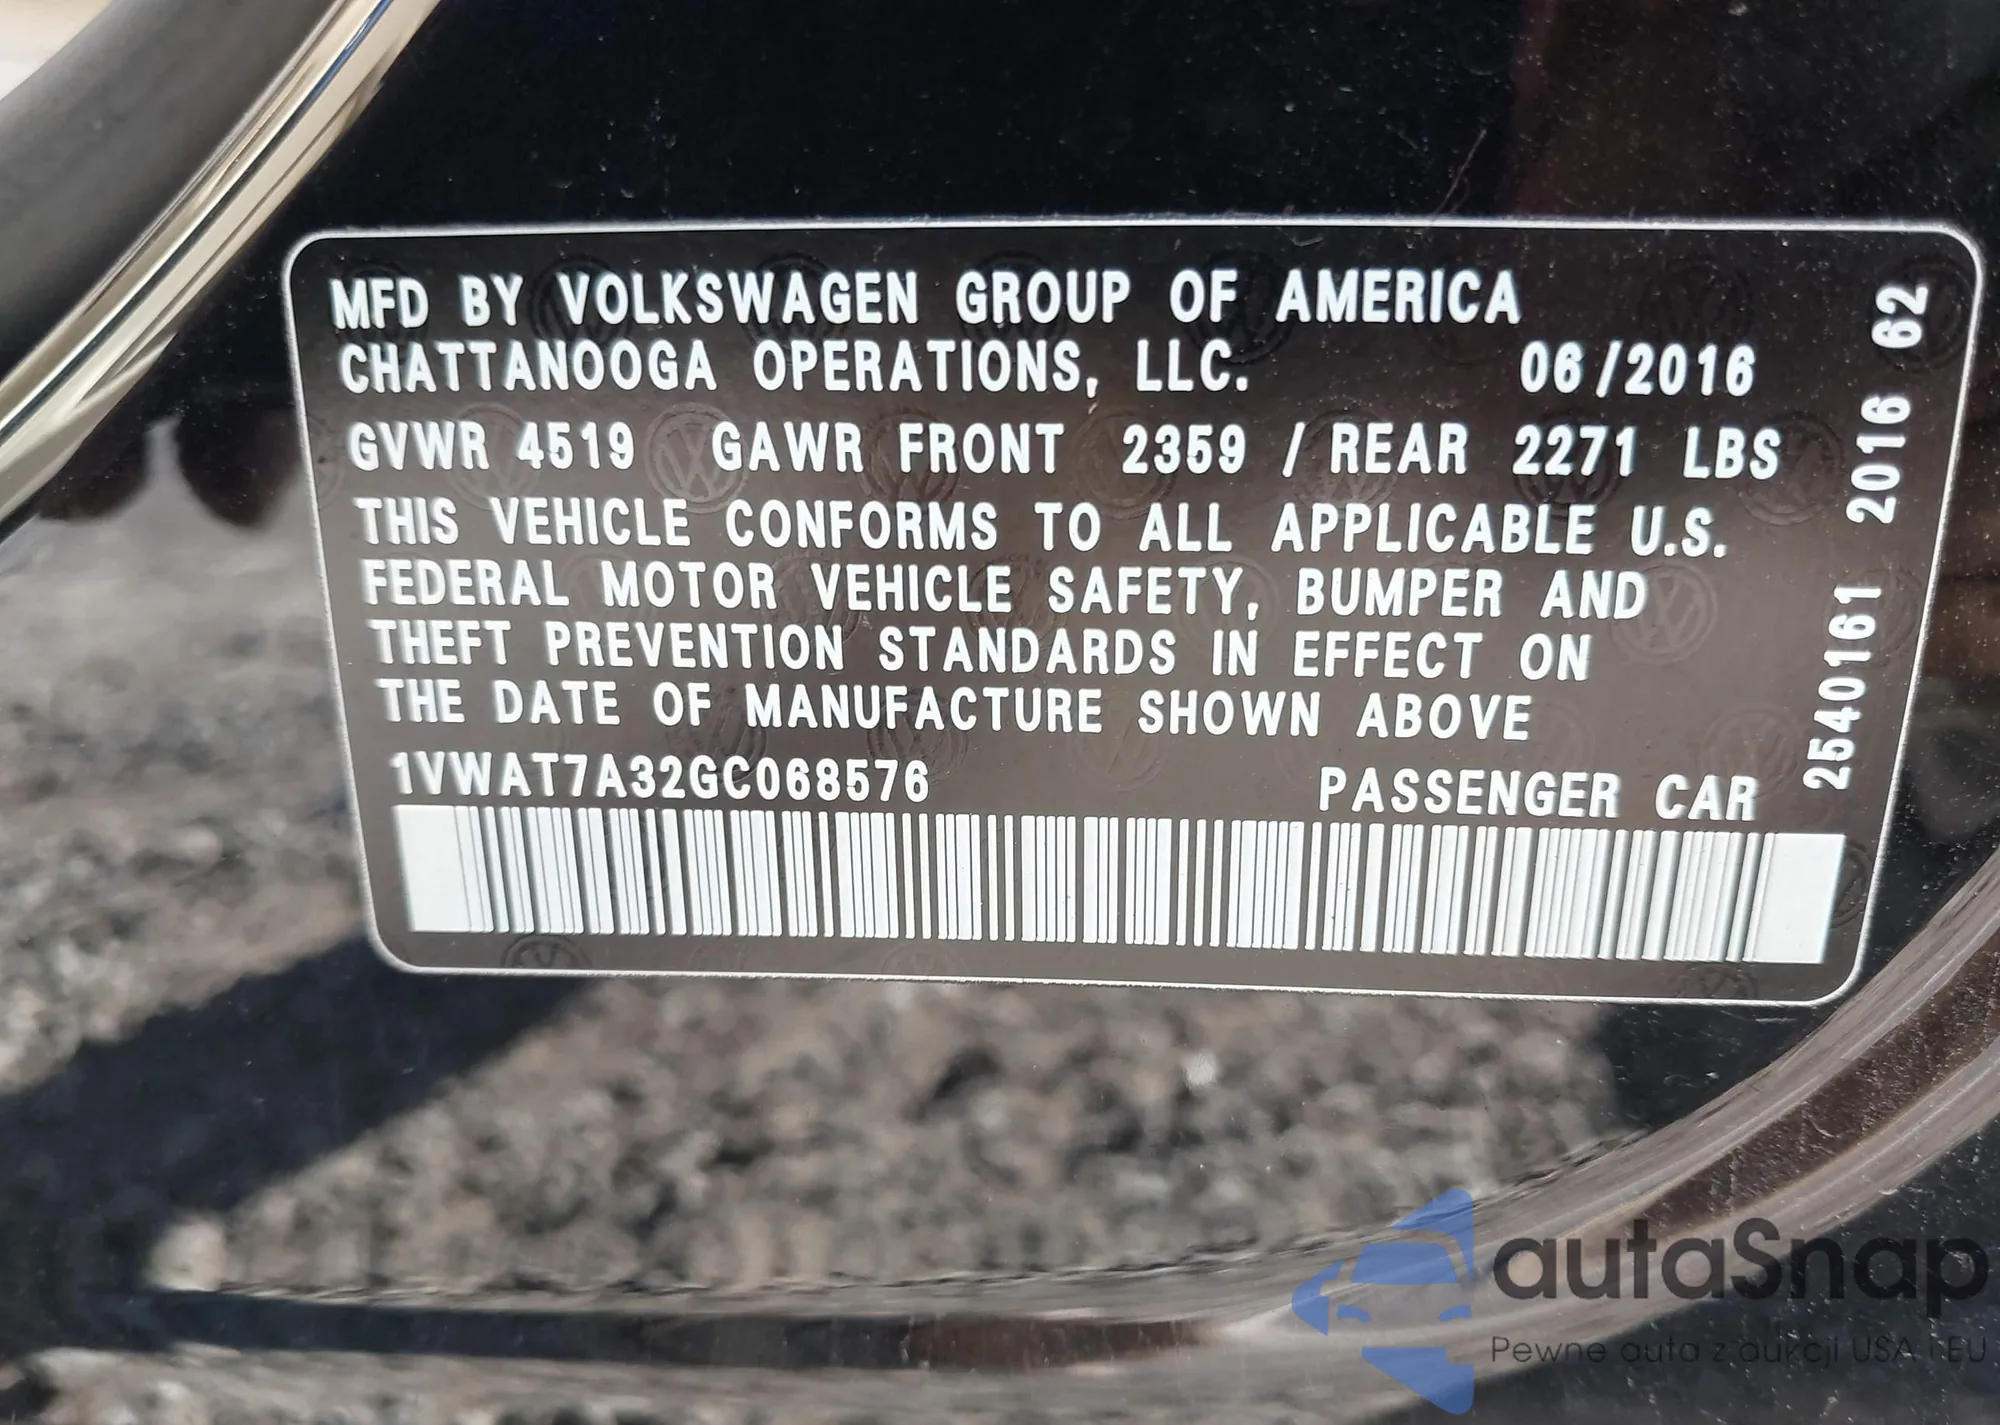 MFD BY VOLKSWAGEN GROUP OF AMERICA
CHATTANOOGA OPERATIONS, LLC. 06/2016
GVWR 4519 GAWR FRONT 2359 / REAR 2271 LBS
THIS VEHICLE CONFORMS TO ALL APPLICABLE U.S.
FEDERAL MOTOR VEHICLE SAFETY, BUMPER AND
THEFT PREVENTION STANDARDS IN EFFECT ON
THE DATE OF MANUFACTURE SHOWN ABOVE
1VWAT7A32GC068576 PASSENGER CAR
2540161 2016 62
autaSnap
Pewne auta z aukcji USA i EU